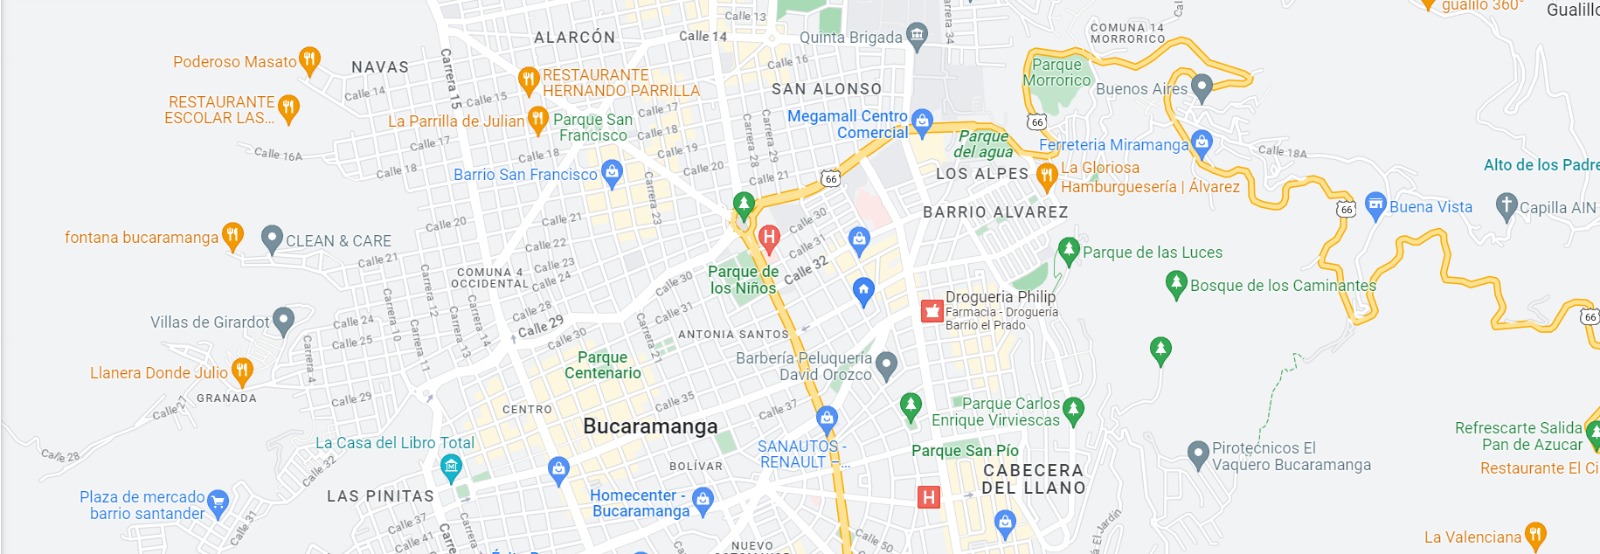 gualilo 360°
Gualillo
Calle 13
Carrera 34
COMUNA 14
MORRORICO
ALARCÓN
Calle 14
Quinta Brigada
Poderoso Masato
NAVAS
Carrera 15
Calle 16
Parque
Morrorico
RESTAURANTE
HERNANDO PARRILLA
SAN ALONSO
Buenos Aires
Calle 14
Calle 15
RESTAURANTE
ESCOLAR LAS...
La Parrilla de Julian
Parque San
Francisco
Calle 17
Megamall Centro
Comercial
66
Calle 18
Calle 19
Parque
del agua
Ferreteria Miramanga
Calle 16A
Calle 17
Calle 18
Carrera 28
Carrera 29
Calle 18A
Calle 20
Barrio San Francisco
Calle 21
66
LOS ALPES
La Gloriosa
Hamburguesería | Álvarez
Alto de los Padre
Carrera 23
BARRIO ALVAREZ
66
Buena Vista
Capilla AIN
Calle 20
Calle 21
Calle 30
fontana bucaramanga
CLEAN & CARE
Calle 22
Calle 31
Parque de las Luces
COMUNA 4
OCCIDENTAL
Calle 22
Calle 23
Calle 24
Calle 30
Calle 32
Parque de
los Niños
Bosque de los Caminantes
Calle 28
Drogueria Philip
Farmacia - Droguería
Barrio el Prado
Villas de Girardot
Calle 24
Calle 25
Carrera 4
Carrera 10
Carrera 11
Carrera 12
Carrera 14
Calle 29
Calle 30
Carrera 21
ANTONIA SANTOS
66
Parque
Centenario
Barbería Peluquería
David Orozco
Llanera Donde Julio
GRANADA
Calle 29
Calle 27
CENTRO
Calle 35
Calle 37
Parque Carlos
Enrique Virviescas
Bucaramanga
La Casa del Libro Total
SANAUTOS -
RENAULT -...
Parque San Pío
Refrescarte Salida
Pan de Azucar
Calle 28
Calle 32
BOLÍVAR
CABECERA
DEL LLANO
Pirotecnicos El
Vaquero Bucaramanga
Restaurante El Ci
Plaza de mercado
barrio santander
LAS PINITAS
Homecenter -
Bucaramanga
Calle 31
Calle 37
Calle 41
Carrera 15
El Jardin
La Valenciana
NUEVO
Calle 50